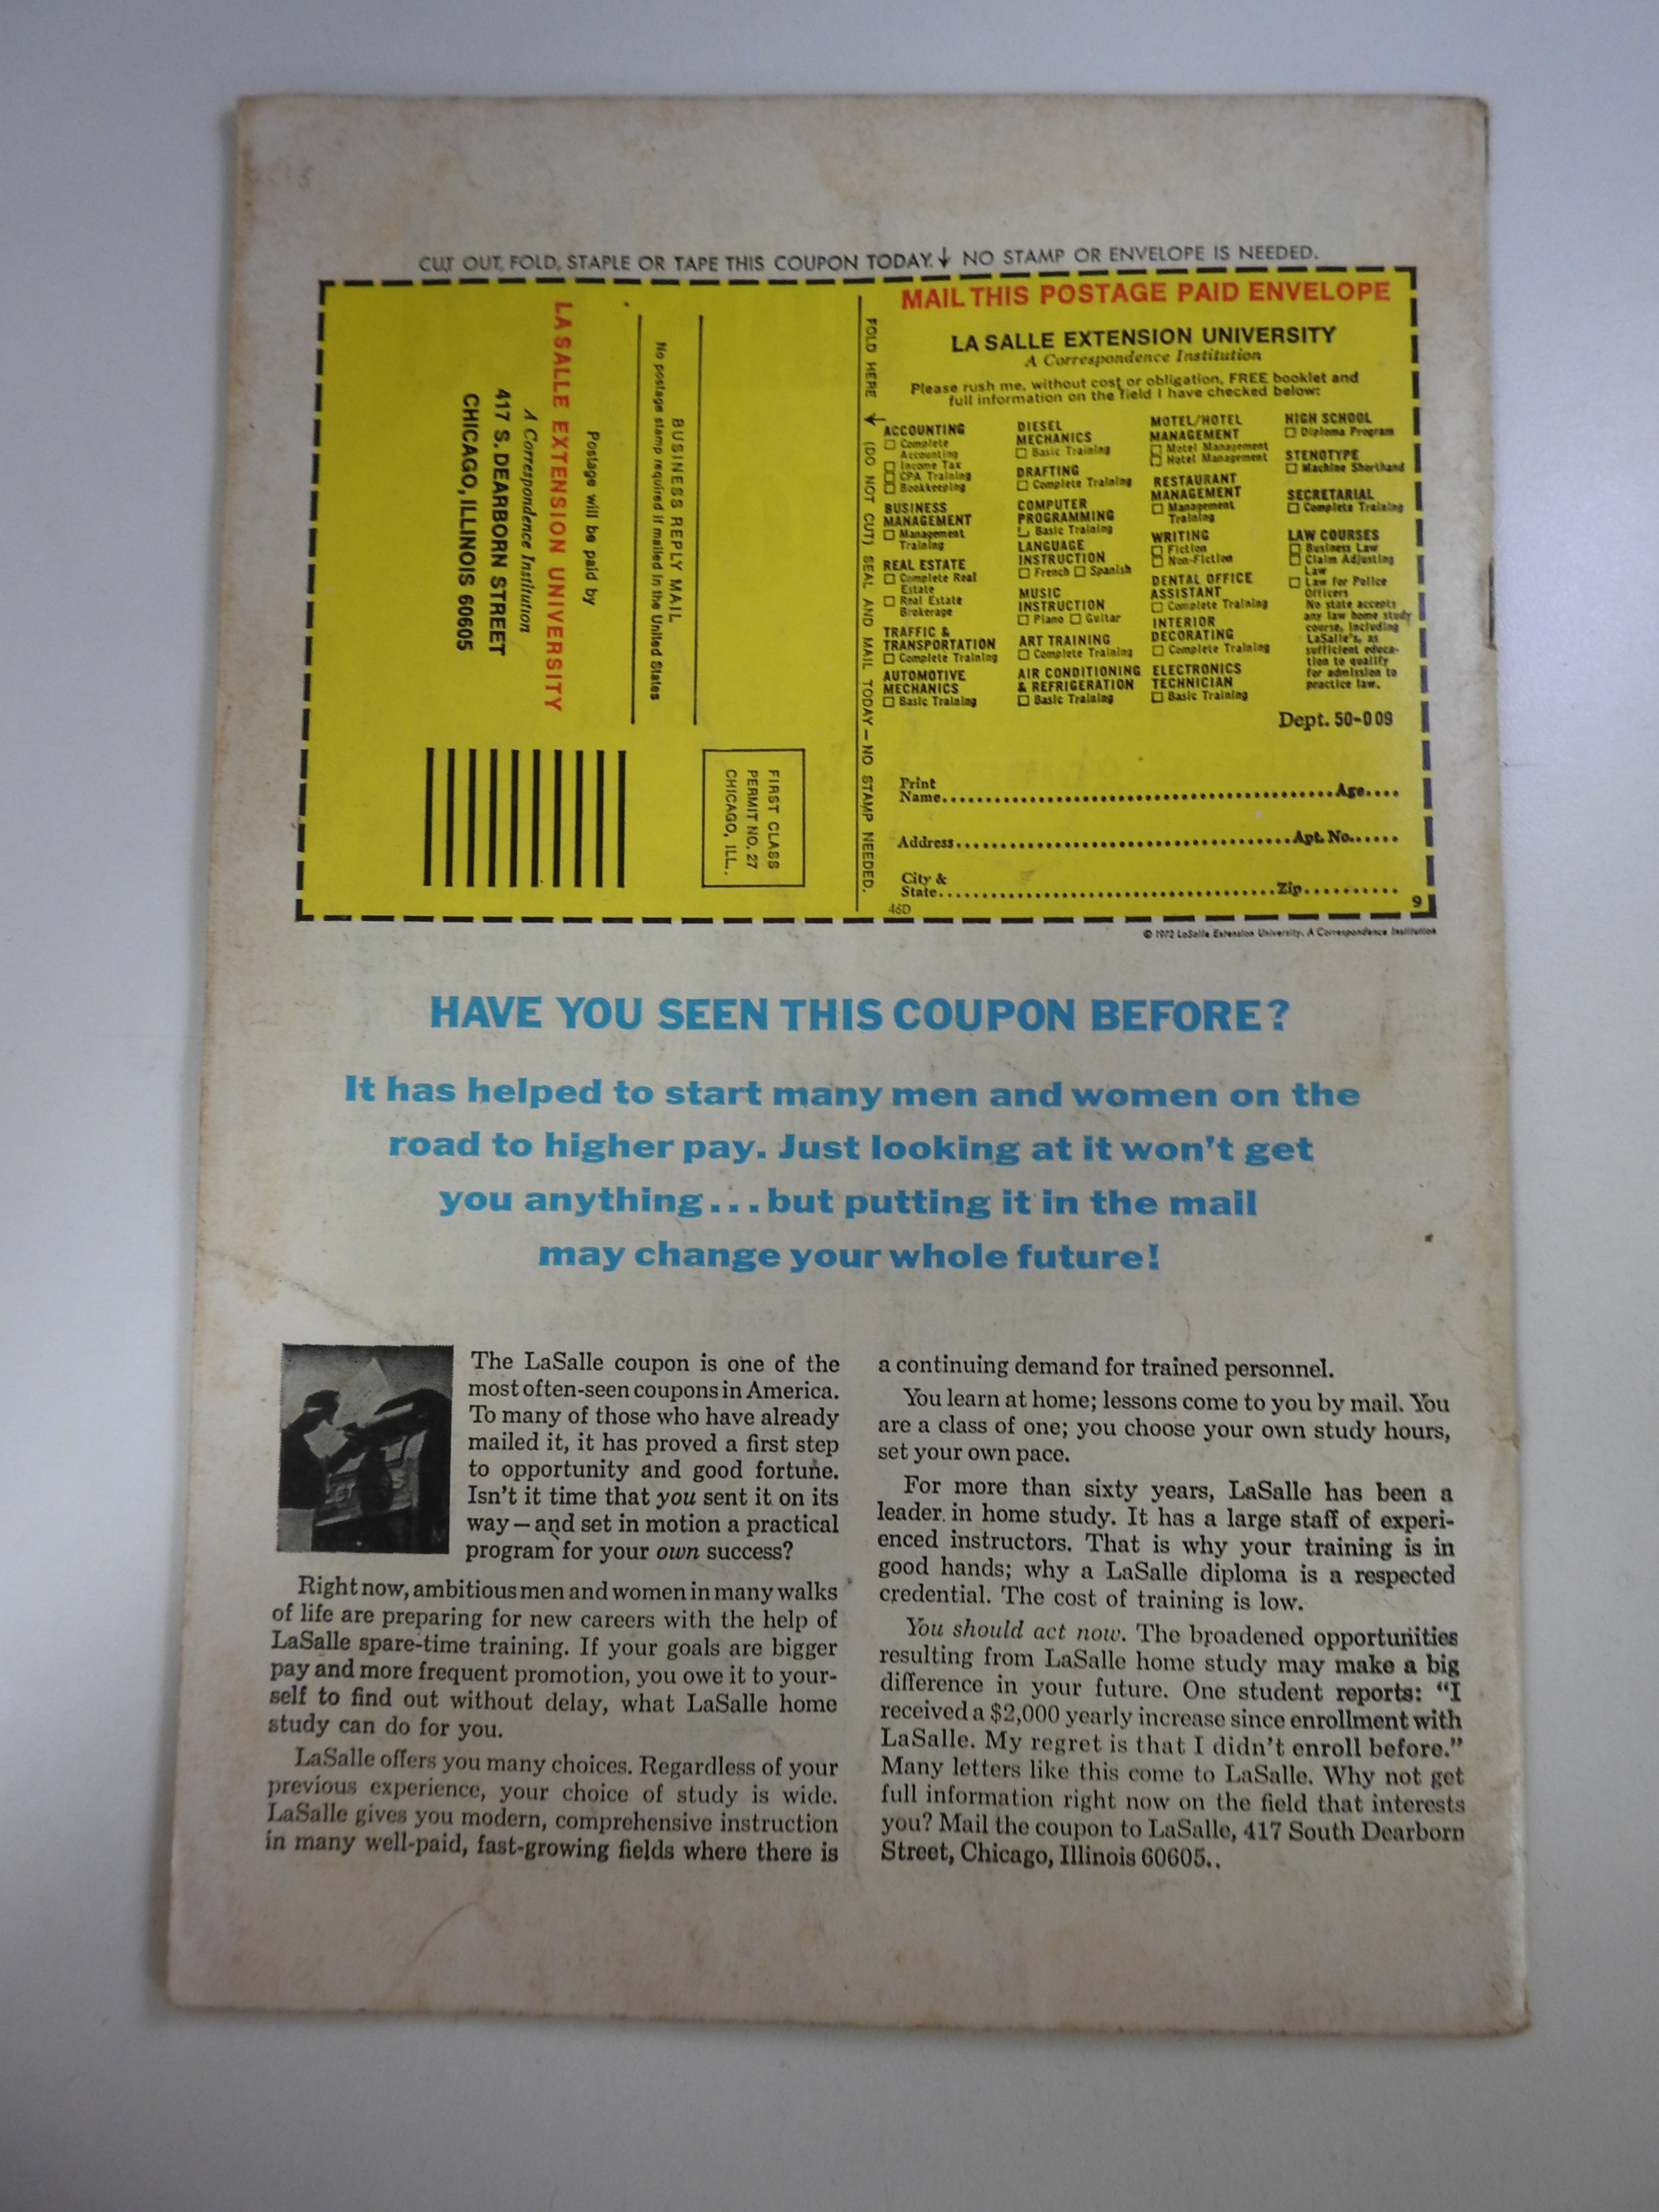 CUT OUT, FOLD, STAPLE OR TAPE THIS COUPON TODAY.↓ NO STAMP OR ENVELOPE IS NEEDED.
No postage stamp required if mailed in the United States
BUSINESS REPLY MAIL
Postage will be paid by
LA SALLE EXTENSION UNIVERSITY
A Correspondence Institution
417 S. DEARBORN STREET
CHICAGO, ILLINOIS 60605
FIRST CLASS
PERMIT NO. 27
CHICAGO, ILL..
FOLD HERE ← (DO NOT CUT) SEAL AND MAIL TODAY — NO STAMP NEEDED.
MAIL THIS POSTAGE PAID ENVELOPE
LA SALLE EXTENSION UNIVERSITY
A Correspondence Institution
Please rush me, without cost or obligation, FREE booklet and
full information on the field I have checked below:
ACCOUNTING
☐ Complete
Accounting
☐ Income Tax
☐ CPA Training
☐ Bookkeeping
BUSINESS
MANAGEMENT
☐ Management
Training
REAL ESTATE
☐ Complete Real
Estate
☐ Real Estate
Brokerage
TRAFFIC &
TRANSPORTATION
☐ Complete Training
AUTOMOTIVE
MECHANICS
☐ Basic Training
DIESEL
MECHANICS
☐ Basic Training
DRAFTING
☐ Complete Training
COMPUTER
PROGRAMMING
☐ Basic Training
LANGUAGE
INSTRUCTION
☐ French ☐ Spanish
MUSIC
INSTRUCTION
☐ Piano ☐ Guitar
ART TRAINING
☐ Complete Training
AIR CONDITIONING
& REFRIGERATION
☐ Basic Training
MOTEL/HOTEL
MANAGEMENT
☐ Motel Management
☐ Hotel Management
RESTAURANT
MANAGEMENT
☐ Management
Training
WRITING
☐ Fiction
☐ Non-Fiction
DENTAL OFFICE
ASSISTANT
☐ Complete Training
INTERIOR
DECORATING
☐ Complete Training
ELECTRONICS
TECHNICIAN
☐ Basic Training
HIGH SCHOOL
☐ Diploma Program
STENOTYPE
☐ Machine Shorthand
SECRETARIAL
☐ Complete Training
LAW COURSES
☐ Business Law
☐ Claim Adjusting
Law
☐ Law for Police
Officers
No state accepts
any law home study
course, including
LaSalle's, as
sufficient educa-
tion to qualify
for admission to
practice law.
Dept. 50-009
Print
Name.....Age....
Address.....Apt. No......
City &
State.....Zip..........
46D
9
© 1972 LaSalle Extension University. A Correspondence Institution
HAVE YOU SEEN THIS COUPON BEFORE?
It has helped to start many men and women on the
road to higher pay. Just looking at it won't get
you anything...but putting it in the mail
may change your whole future!
The LaSalle coupon is one of the
most often-seen coupons in America.
To many of those who have already
mailed it, it has proved a first step
to opportunity and good fortune.
Isn't it time that you sent it on its
way—and set in motion a practical
program for your own success?
Right now, ambitious men and women in many walks
of life are preparing for new careers with the help of
LaSalle spare-time training. If your goals are bigger
pay and more frequent promotion, you owe it to your-
self to find out without delay, what LaSalle home
study can do for you.
LaSalle offers you many choices. Regardless of your
previous experience, your choice of study is wide.
LaSalle gives you modern, comprehensive instruction
in many well-paid, fast-growing fields where there is
a continuing demand for trained personnel.
You learn at home; lessons come to you by mail. You
are a class of one; you choose your own study hours,
set your own pace.
For more than sixty years, LaSalle has been a
leader in home study. It has a large staff of experi-
enced instructors. That is why your training is in
good hands; why a LaSalle diploma is a respected
credential. The cost of training is low.
You should act now. The broadened opportunities
resulting from LaSalle home study may make a big
difference in your future. One student reports: "I
received a $2,000 yearly increase since enrollment with
LaSalle. My regret is that I didn't enroll before."
Many letters like this come to LaSalle. Why not get
full information right now on the field that interests
you? Mail the coupon to LaSalle, 417 South Dearborn
Street, Chicago, Illinois 60605..